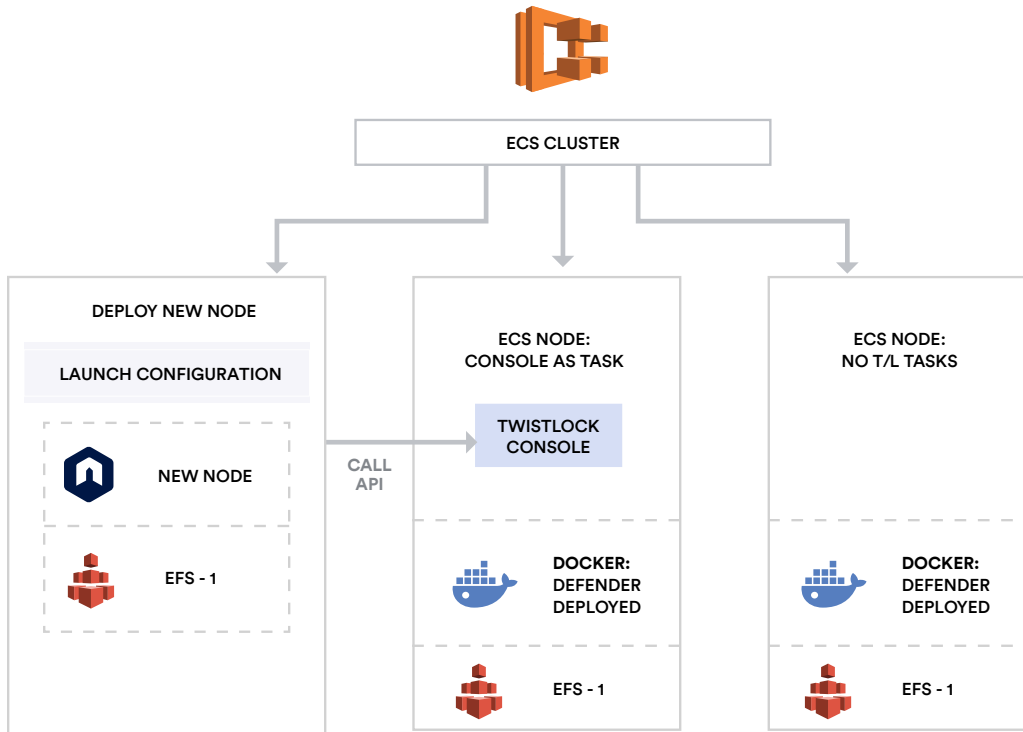 ECS CLUSTER
DEPLOY NEW NODE
LAUNCH CONFIGURATION
NEW NODE
EFS - 1
CALL
API
ECS NODE:
CONSOLE AS TASK
TWISTLOCK
CONSOLE
DOCKER:
DEFENDER
DEPLOYED
EFS - 1
ECS NODE:
NO T/L TASKS
DOCKER:
DEFENDER
DEPLOYED
EFS - 1